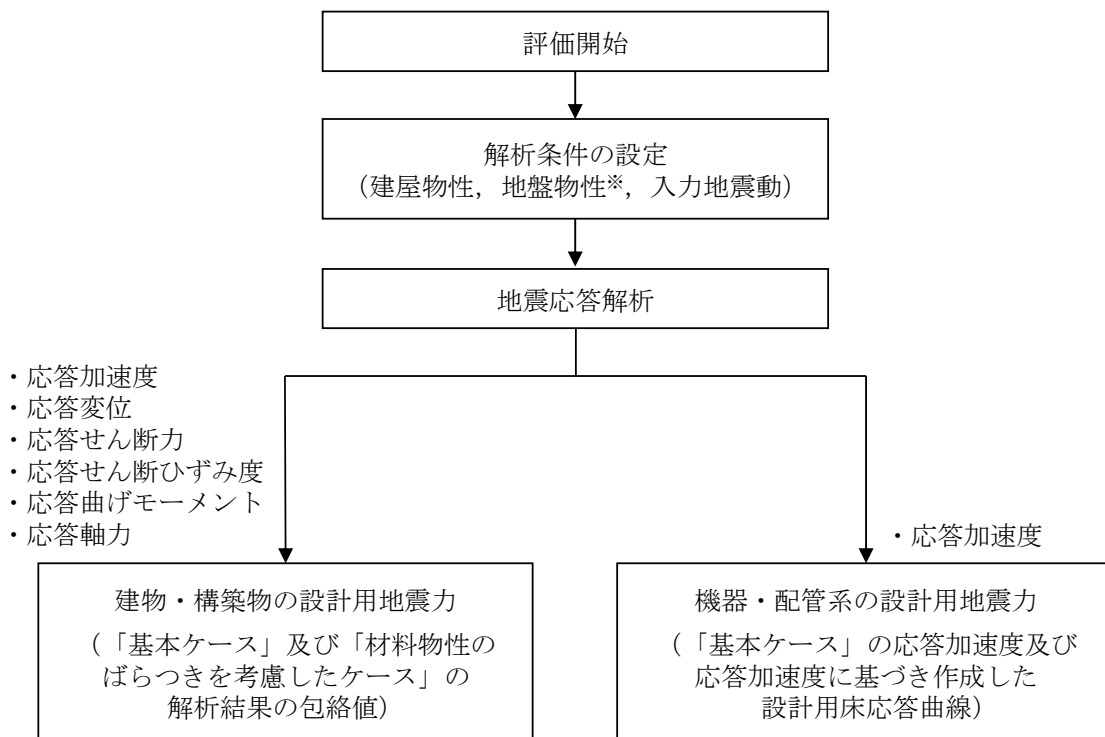 評価開始
解析条件の設定
（建屋物性，地盤物性※，入力地震動）
地震応答解析
・応答加速度
・応答変位
・応答せん断力
・応答せん断ひずみ度
・応答曲げモーメント
・応答軸力
・応答加速度
建物・構築物の設計用地震力
（「基本ケース」及び「材料物性の
ばらつきを考慮したケース」の
解析結果の包絡値）
機器・配管系の設計用地震力
（「基本ケース」の応答加速度及び
応答加速度に基づき作成した
設計用床応答曲線）